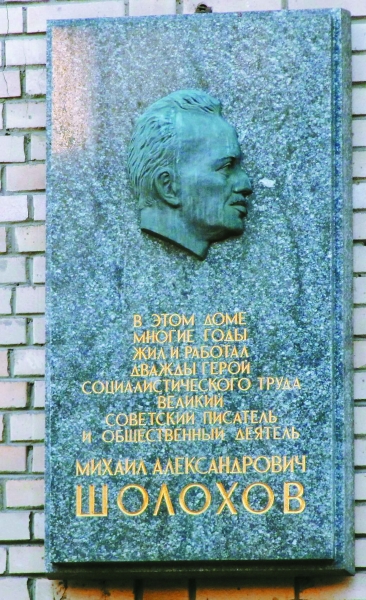 В ЭТОМ ДОМЕ
МНОГИЕ ГОДЫ
ЖИЛ И РАБОТАЛ
ДВАЖДЫ ГЕРОЙ
СОЦИАЛИСТИЧЕСКОГО ТРУДА
ВЕЛИКИЙ
СОВЕТСКИЙ ПИСАТЕЛЬ
И ОБЩЕСТВЕННЫЙ ДЕЯТЕЛЬ
МИХАИЛ АЛЕКСАНДРОВИЧ
ШОЛОХОВ